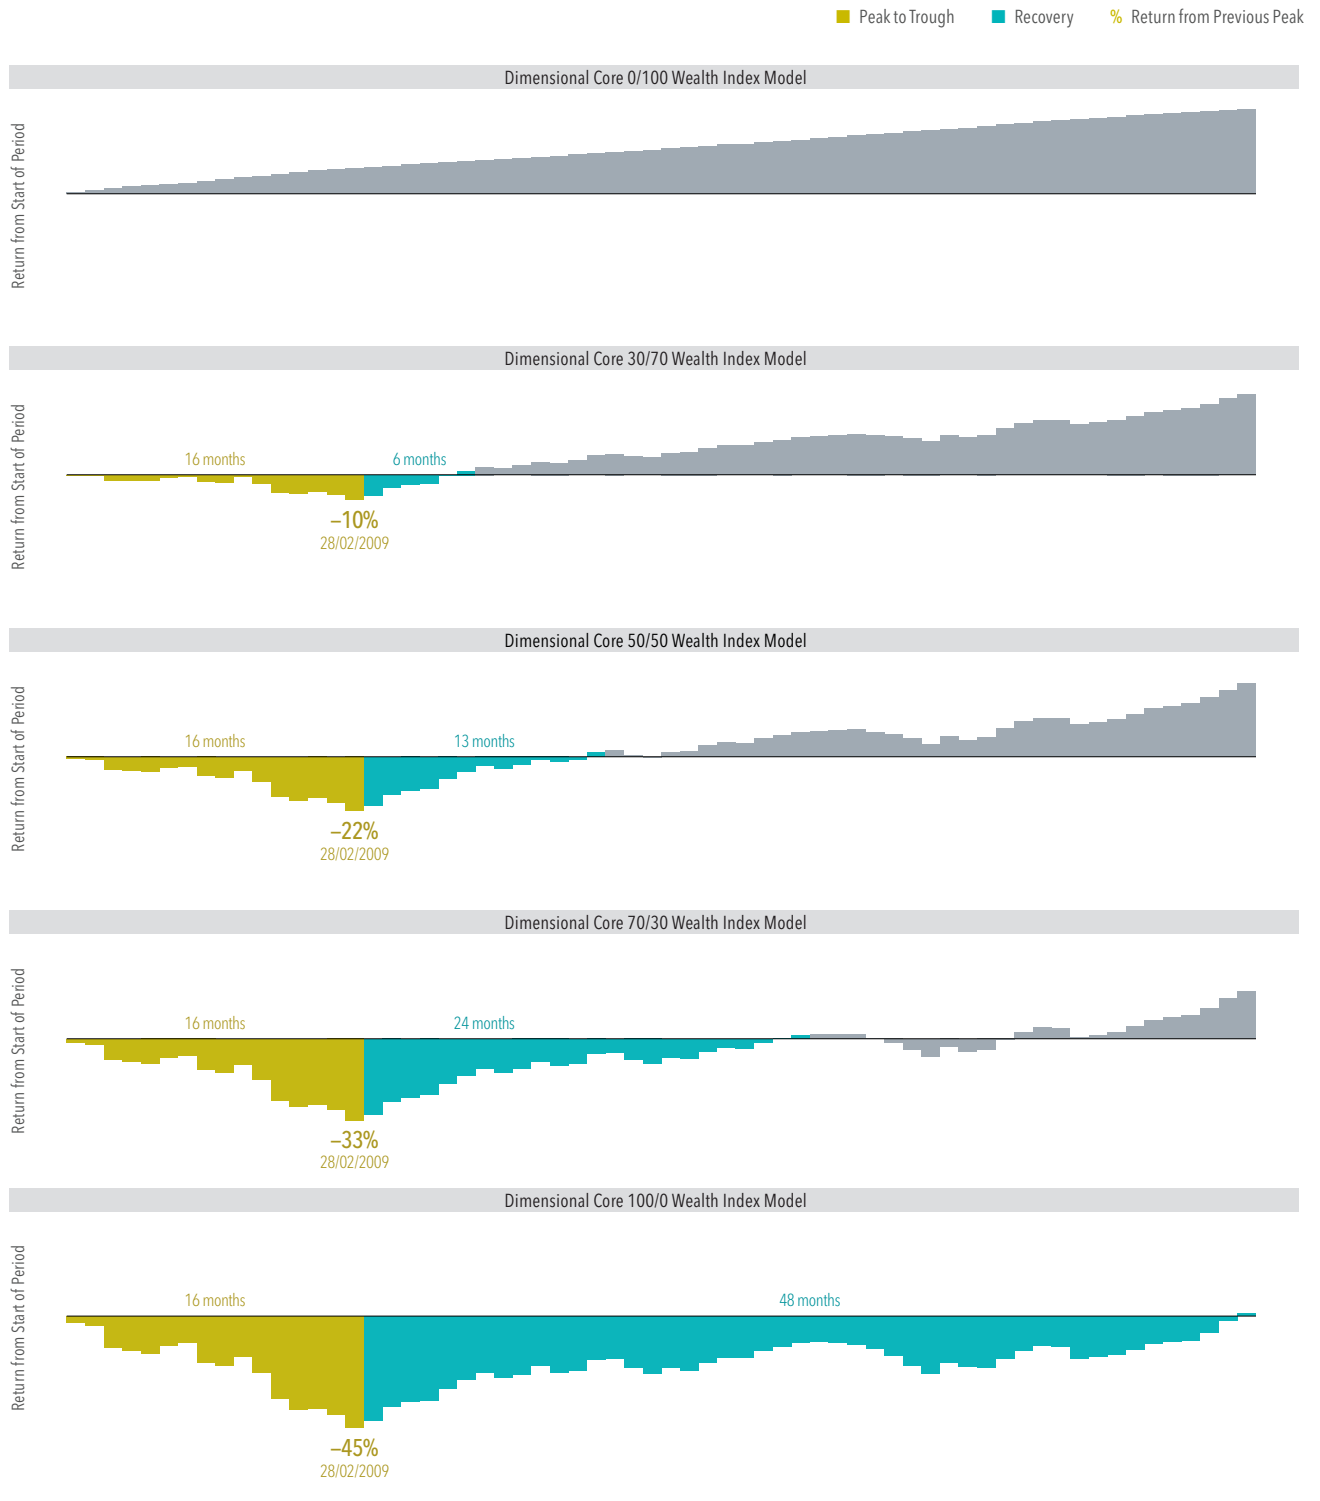 Peak to Trough Recovery % Return from Previous Peak
Dimensional Core 0/100 Wealth Index Model
Return from Start of Period
Dimensional Core 30/70 Wealth Index Model
Return from Start of Period
16 months 6 months
–10%
28/02/2009
Dimensional Core 50/50 Wealth Index Model
Return from Start of Period
16 months 13 months
–22%
28/02/2009
Dimensional Core 70/30 Wealth Index Model
Return from Start of Period
16 months 24 months
–33%
28/02/2009
Dimensional Core 100/0 Wealth Index Model
Return from Start of Period
16 months 48 months
–45%
28/02/2009